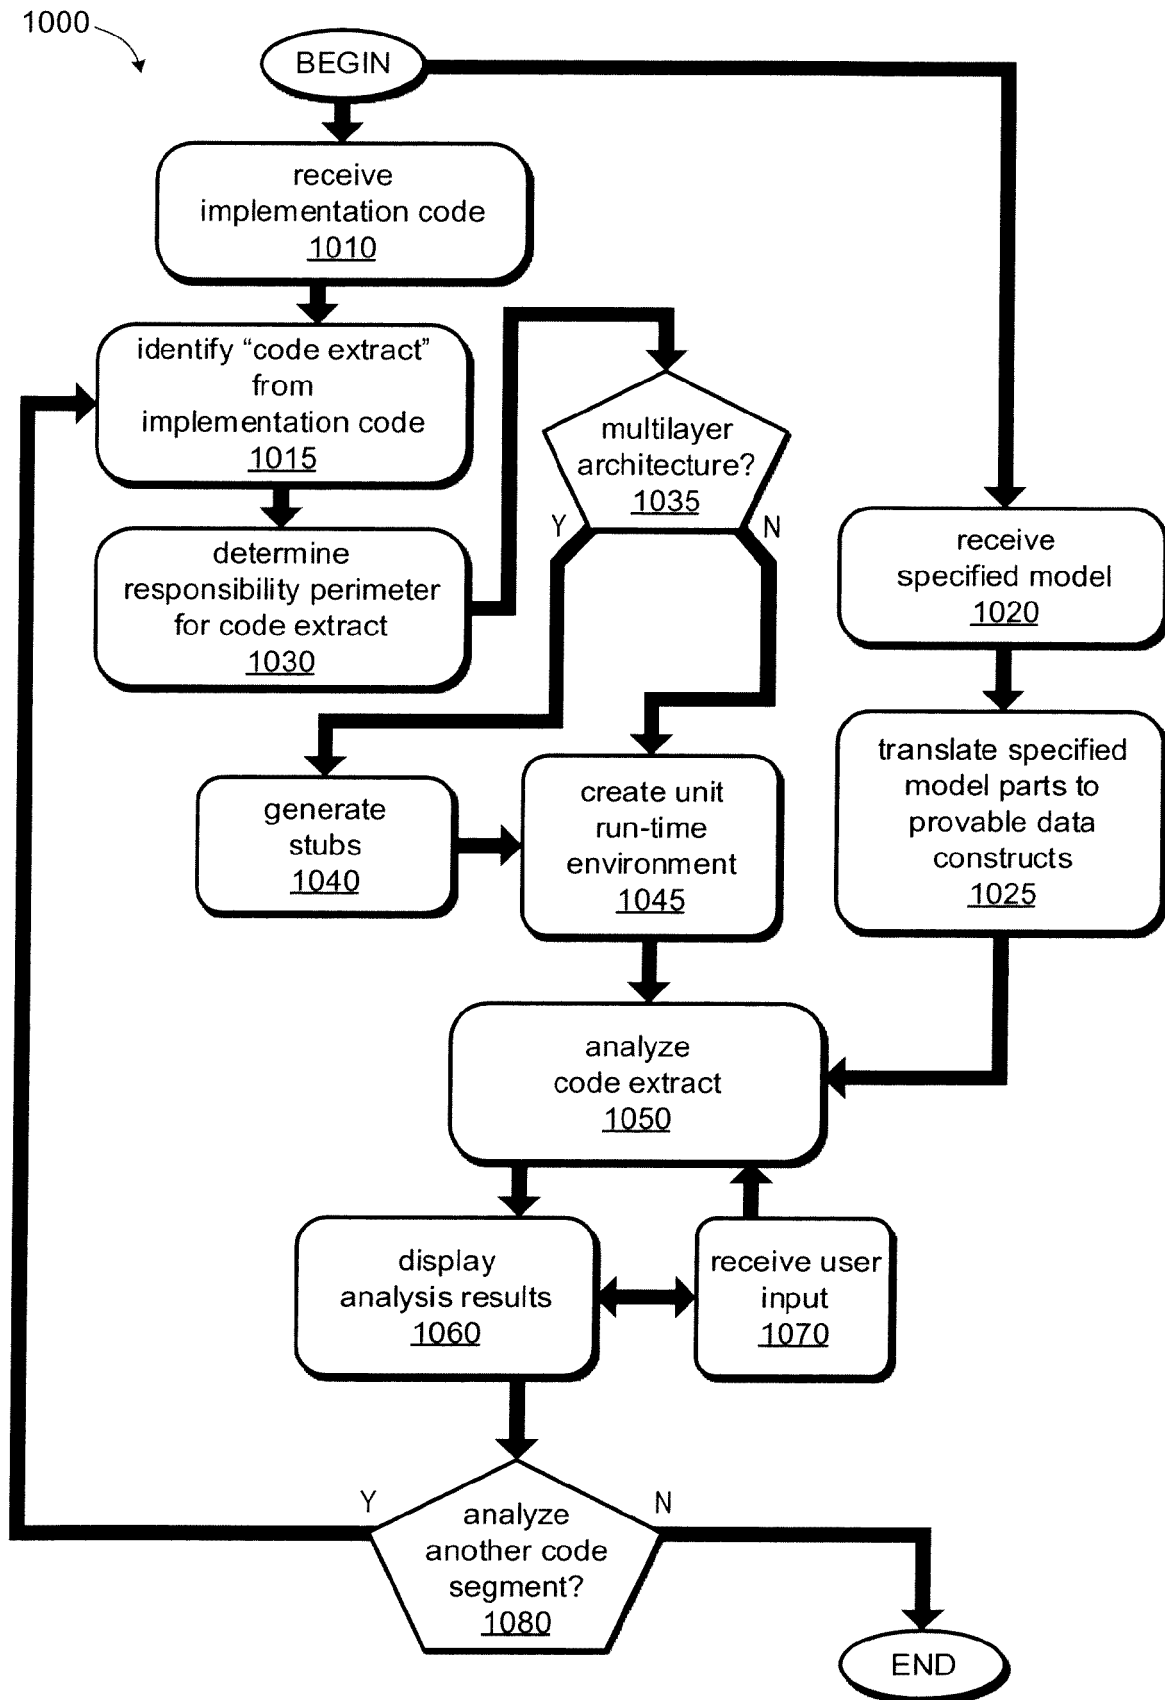 1000
BEGIN
receive
implementation code
1010
identify “code extract”
from
implementation code
1015
determine
responsibility perimeter
for code extract
1030
multilayer
architecture?
1035
Y
N
receive
specified model
1020
translate specified
model parts to
provable data
constructs
1025
generate
stubs
1040
create unit
run-time
environment
1045
analyze
code extract
1050
display
analysis results
1060
receive user
input
1070
Y
N
analyze
another code
segment?
1080
END